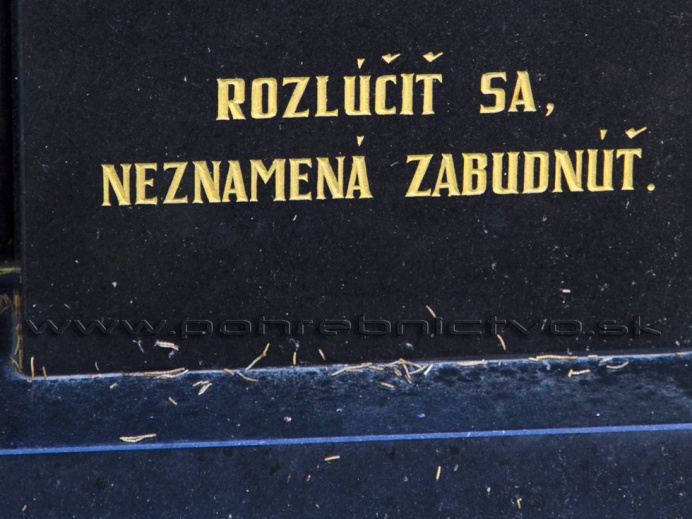 ROZLÚČIŤ SA,
NEZNAMENÁ ZABUDNÚŤ.
www.pohrebnictvo.sk